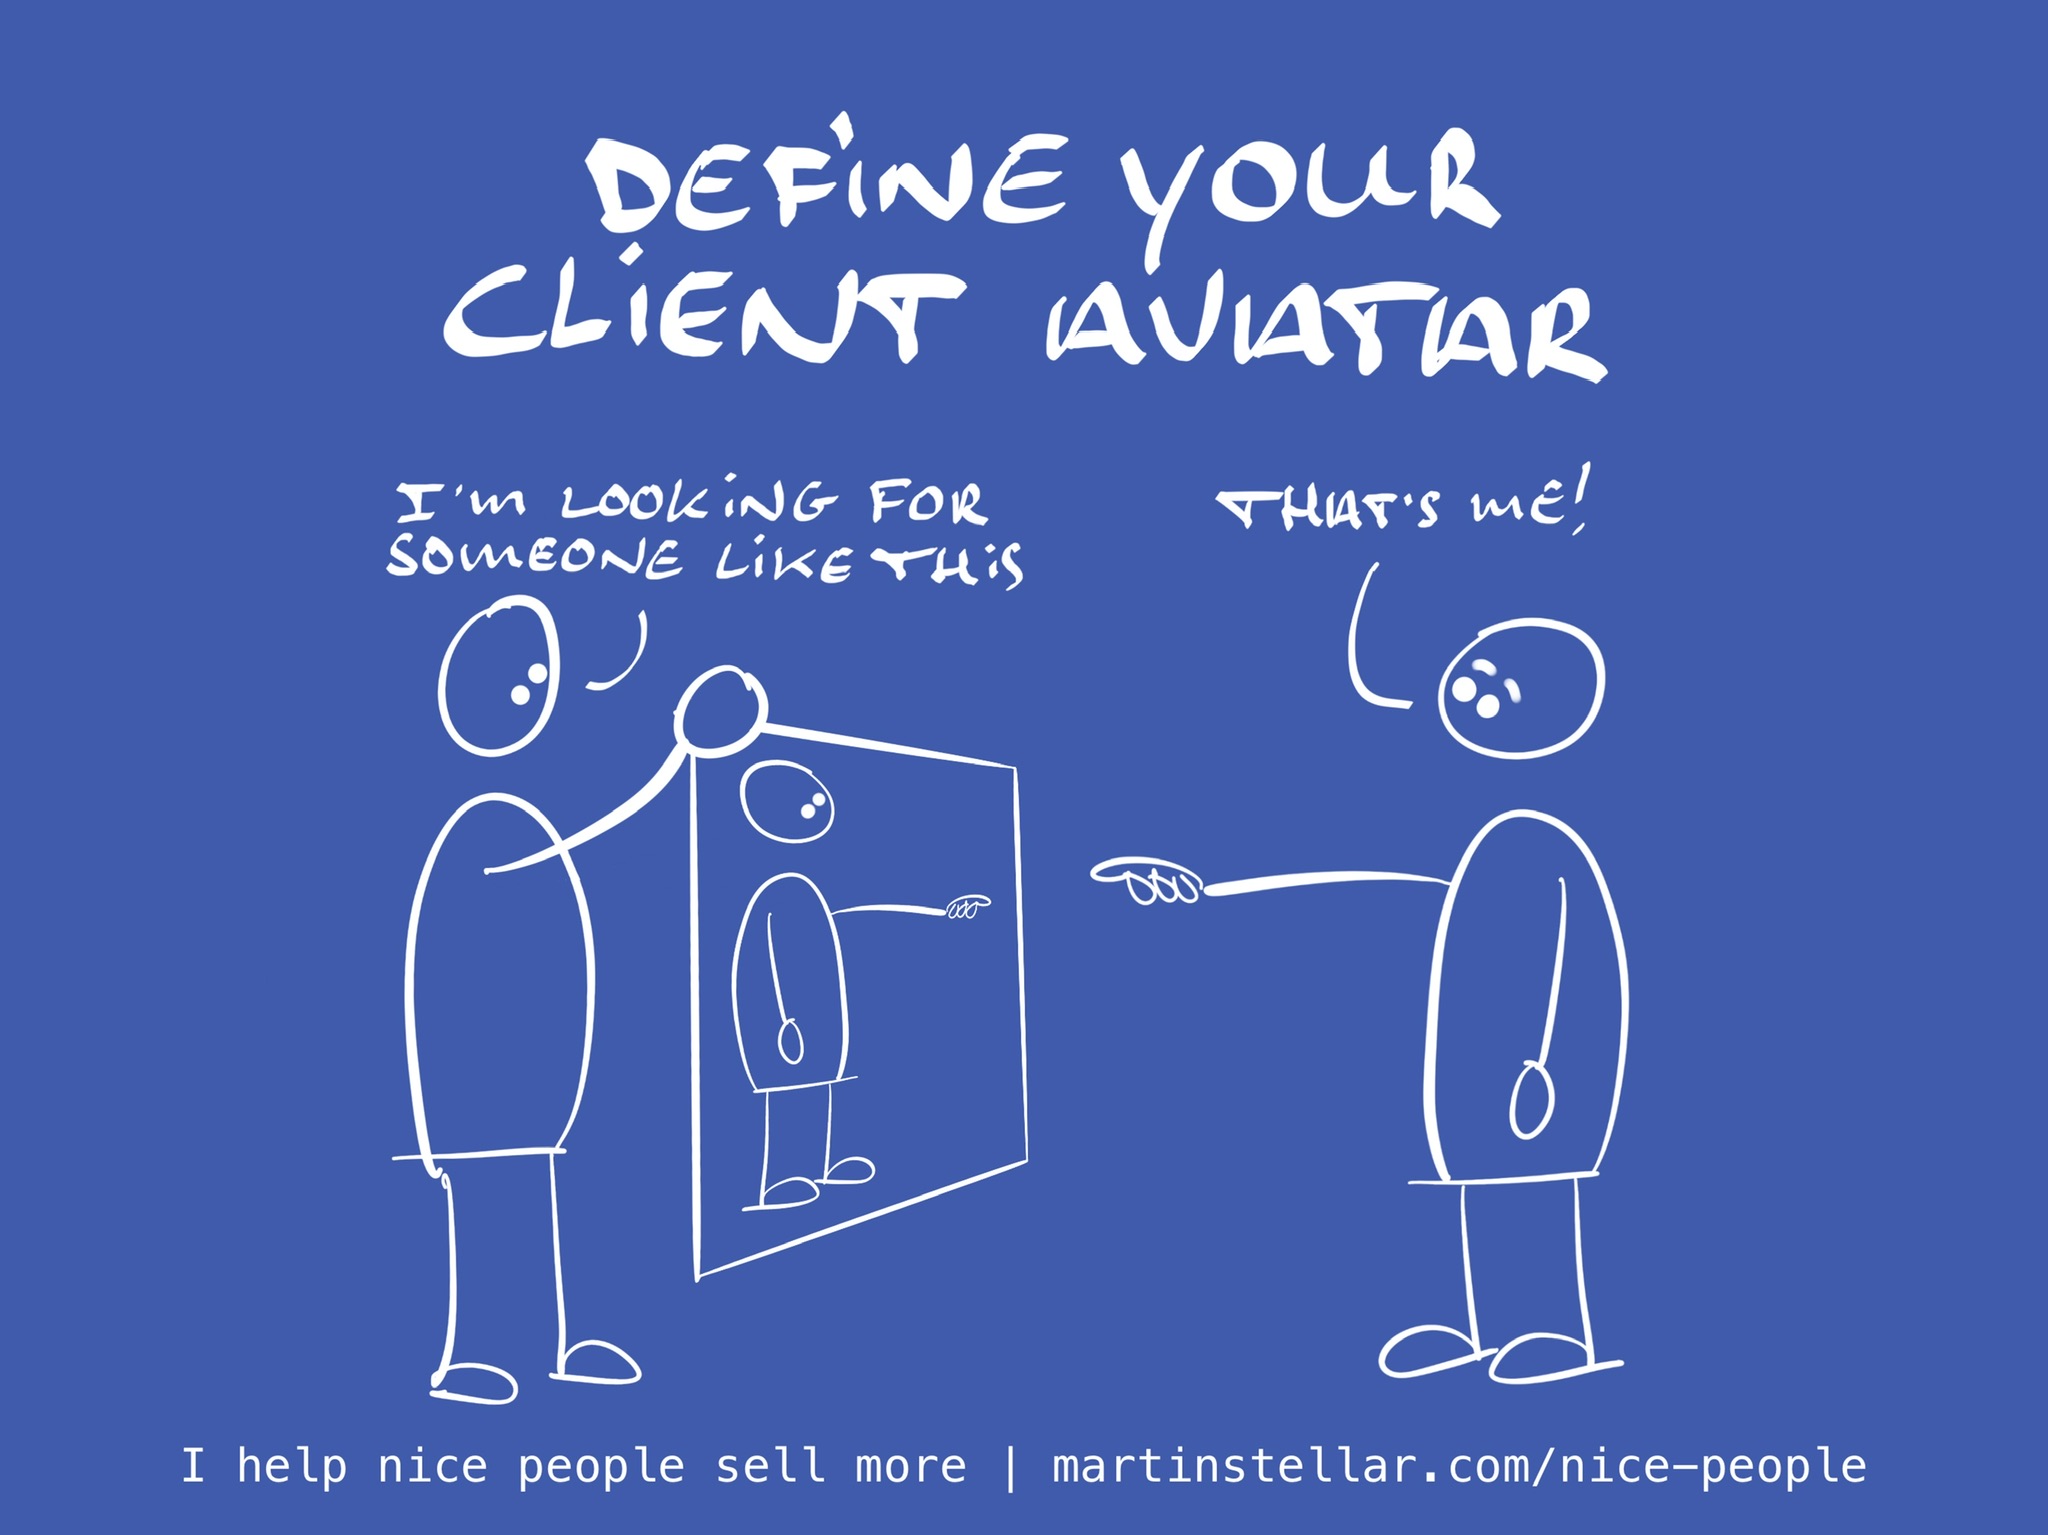 DEFINE YOUR
CLIENT AVATAR
I'm LOOKING FOR
SOMEONE LIKE THIS
THAT'S ME!
I help nice people sell more | martinstellar.com/nice-people